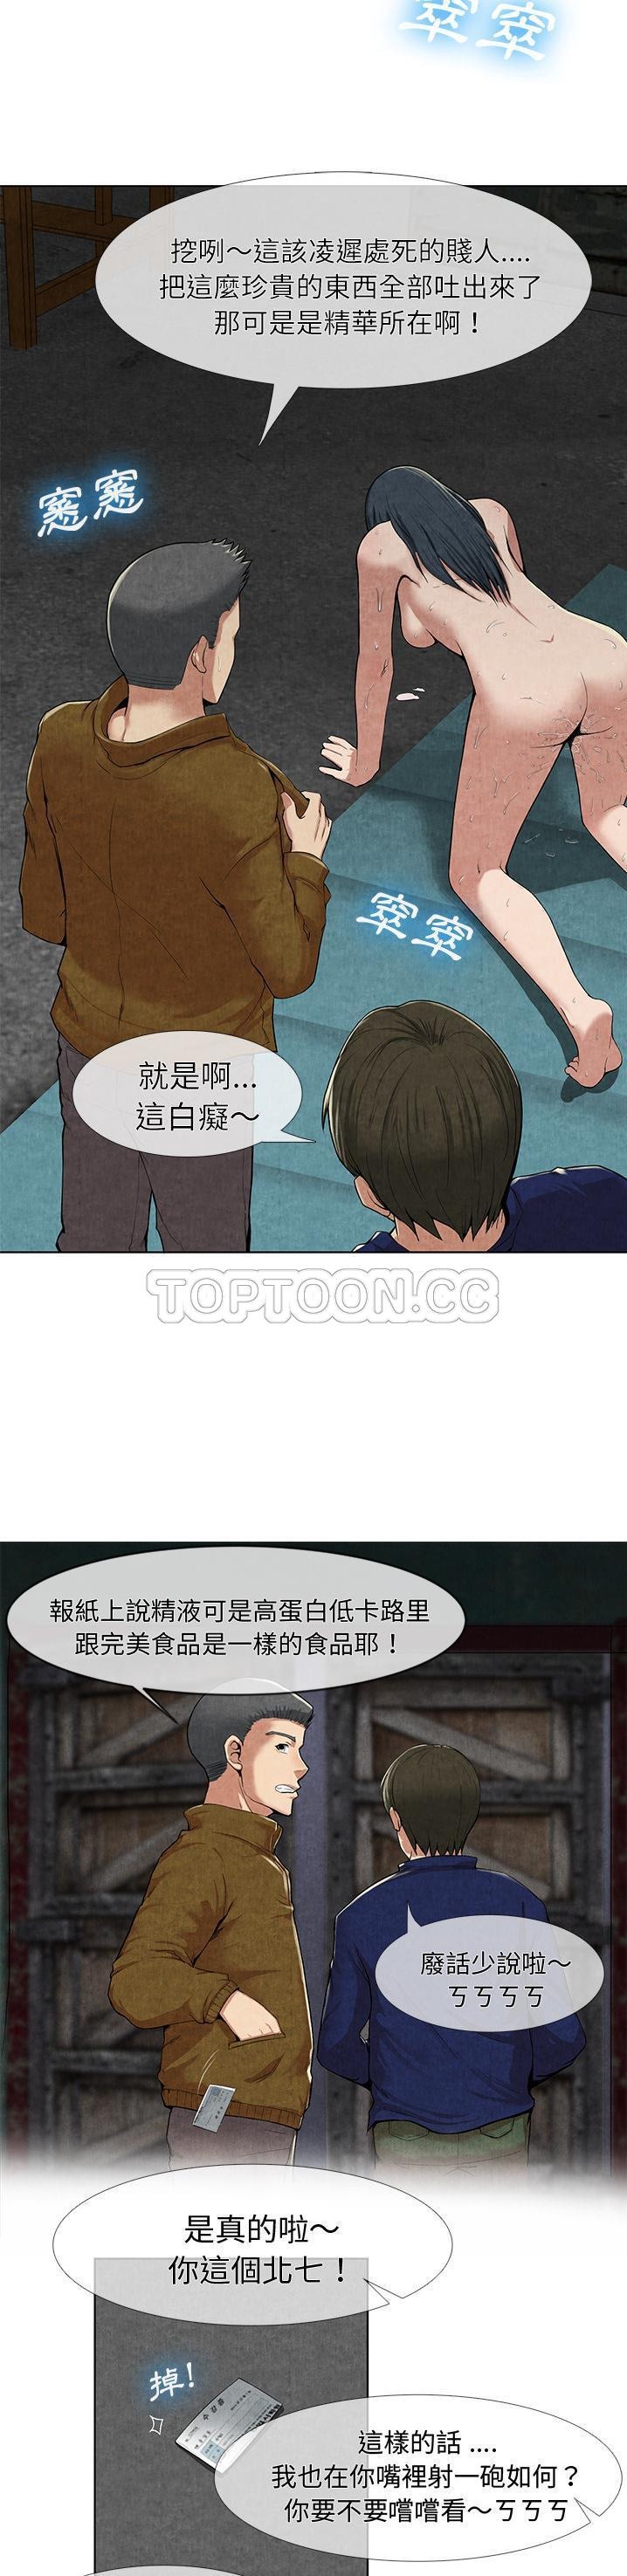 窣窣
挖咧～這該凌遲處死的賤人....
把這麼珍貴的東西全部吐出來了
那可是是精華所在啊！
窸窸
窣窣
就是啊...
這白癡～
TOPTOON.CC
報紙上說精液可是高蛋白低卡路里
跟完美食品是一樣的食品耶！
廢話少說啦～
ㄎㄎㄎㄎ
是真的啦～
你這個北七！
掉！
這樣的話 ....
我也在你嘴裡射一砲如何？
你要不要嚐嚐看～ㄎㄎㄎ